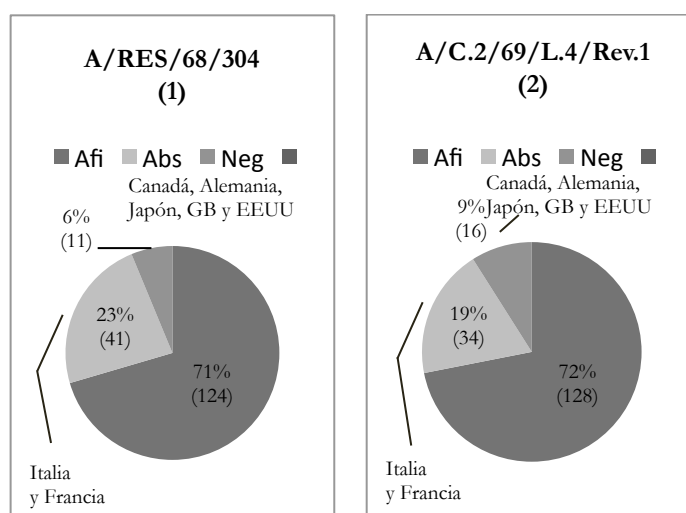 A/RES/68/304
(1)
Afi Abs Neg
Canadá, Alemania,
Japón, GB y EEUU
6%
(11)
23%
(41)
71%
(124)
Italia
y Francia
A/C.2/69/L.4/Rev.1
(2)
Afi Abs Neg
Canadá, Alemania,
Japón, GB y EEUU
9%
(16)
19%
(34)
72%
(128)
Italia
y Francia